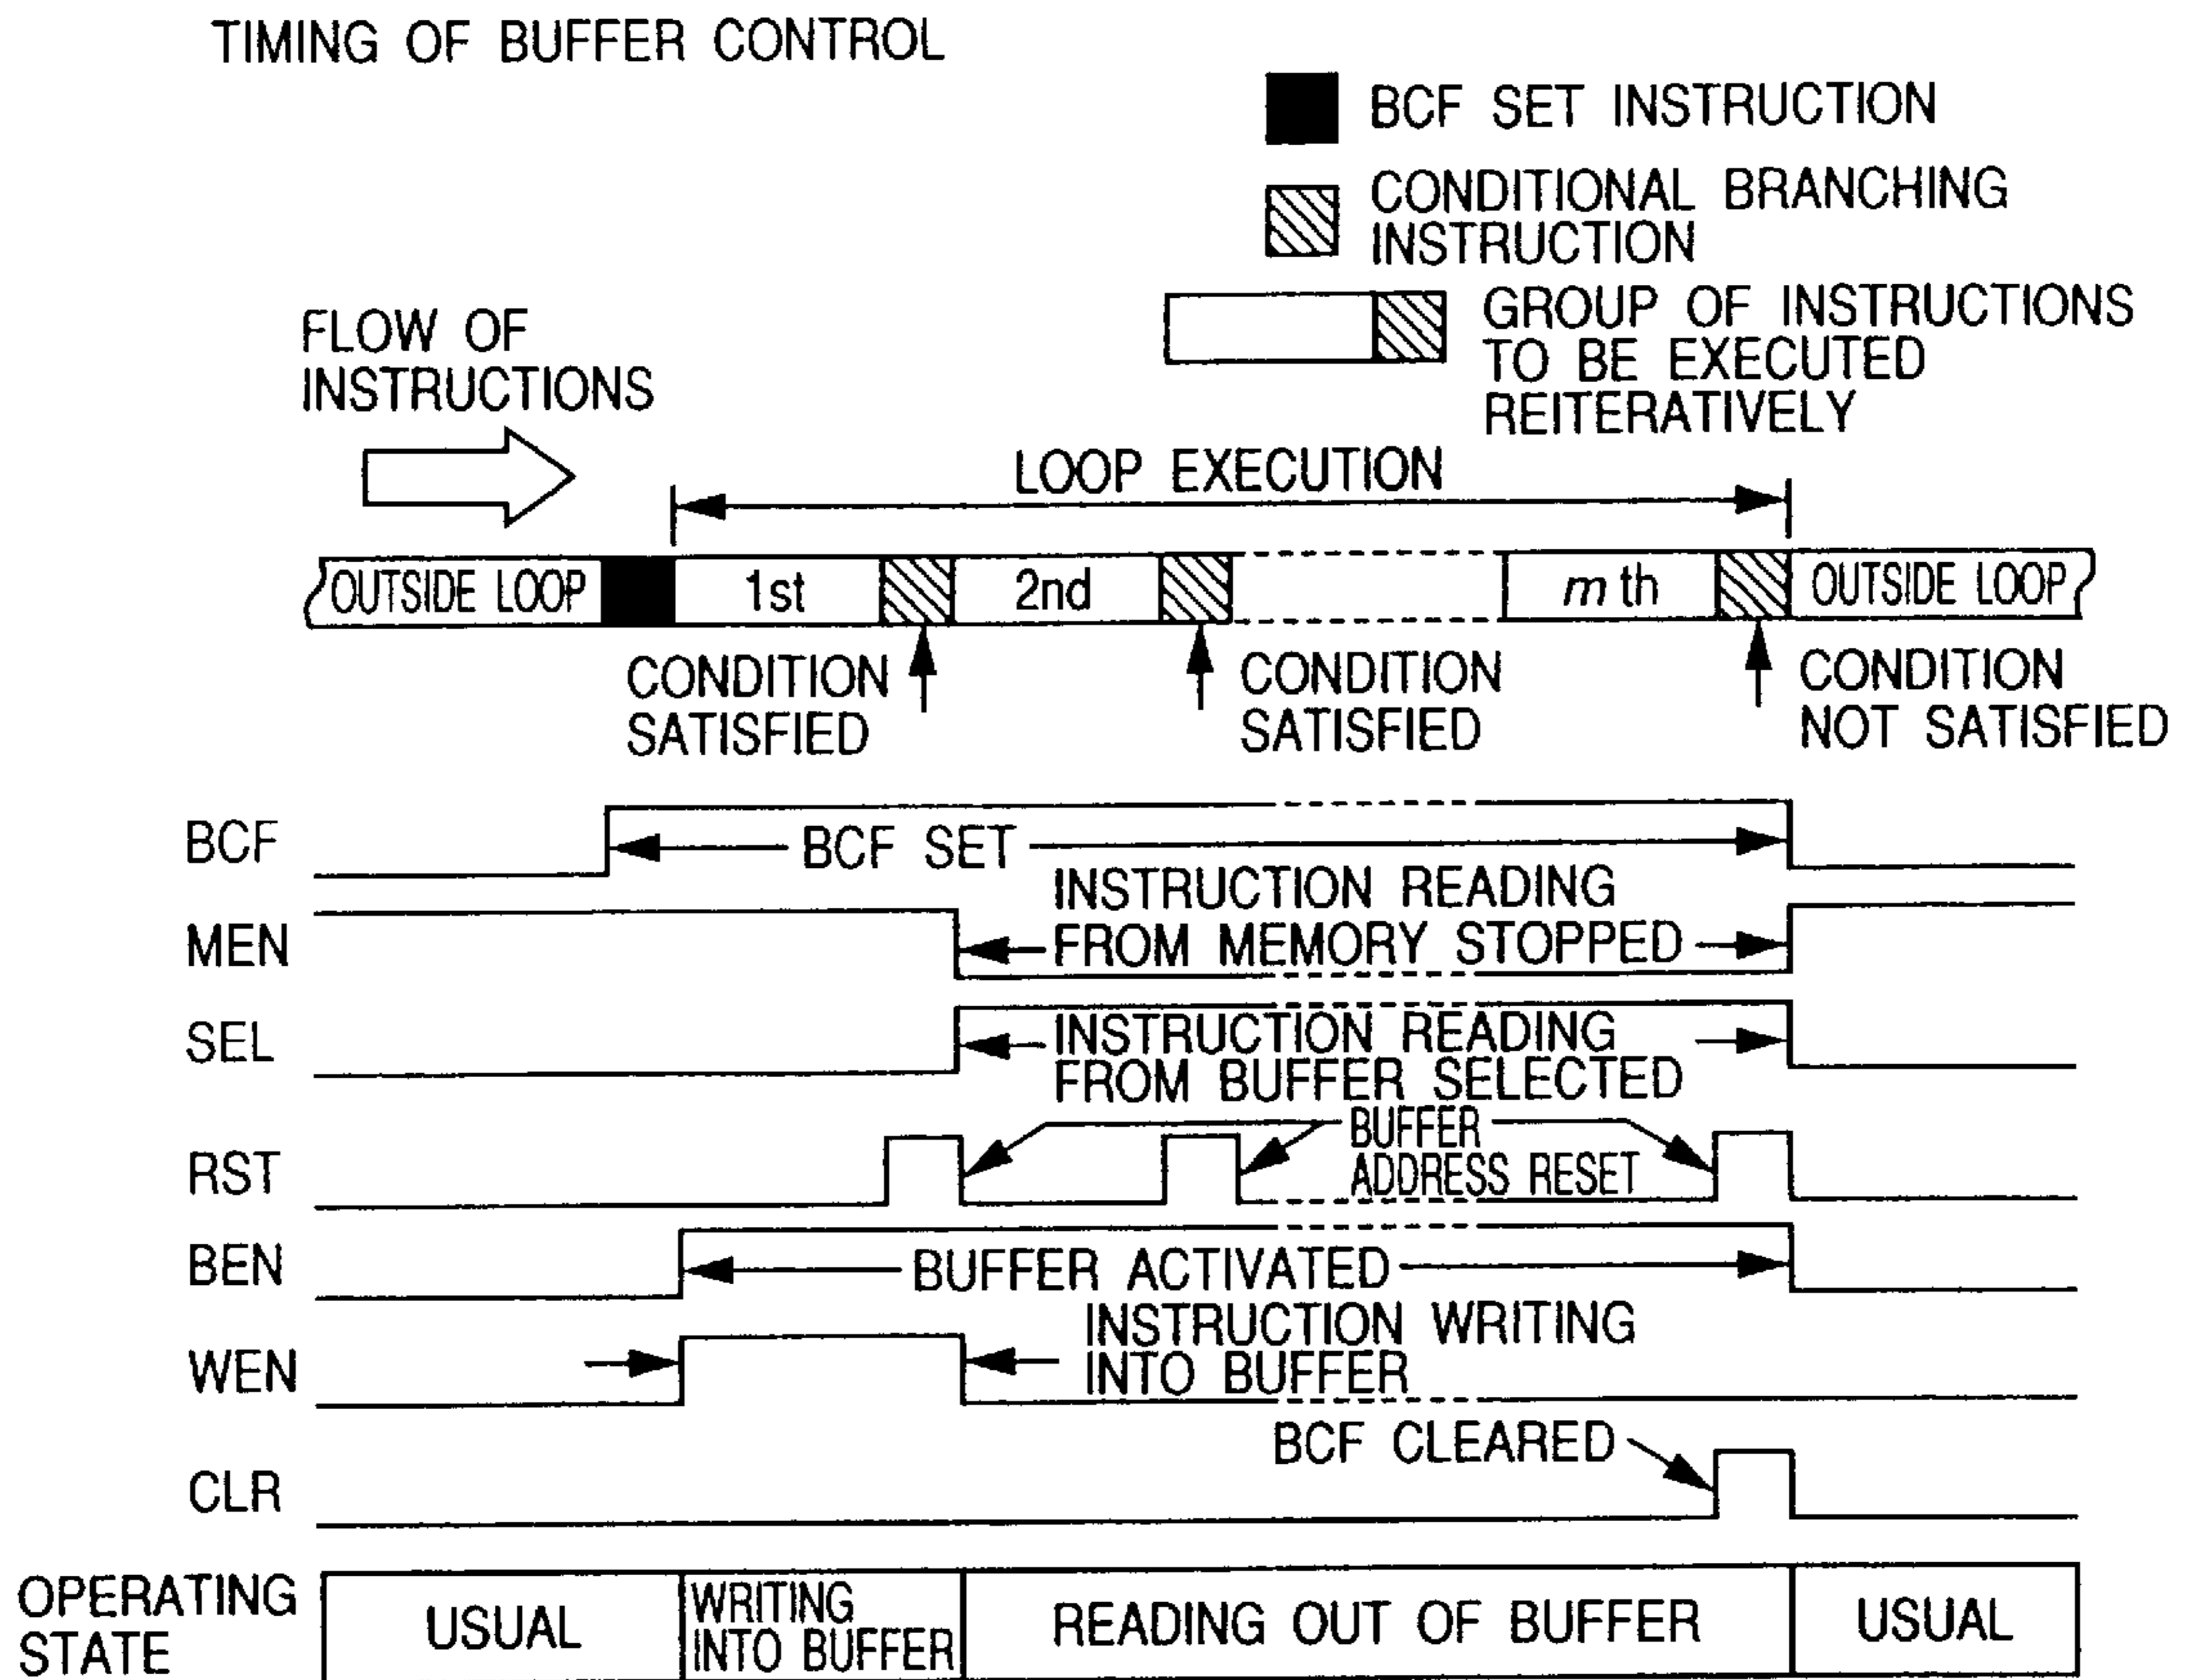 TIMING OF BUFFER CONTROL
BCF SET INSTRUCTION
CONDITIONAL BRANCHING
INSTRUCTION
GROUP OF INSTRUCTIONS
TO BE EXECUTED
REITERATIVELY
FLOW OF
INSTRUCTIONS
LOOP EXECUTION
OUTSIDE LOOP 1st 2nd m th OUTSIDE LOOP
CONDITION
SATISFIED
CONDITION
SATISFIED
CONDITION
NOT SATISFIED
BCF
BCF SET
MEN
INSTRUCTION READING
FROM MEMORY STOPPED
SEL
INSTRUCTION READING
FROM BUFFER SELECTED
RST
BUFFER
ADDRESS RESET
BEN
BUFFER ACTIVATED
WEN
INSTRUCTION WRITING
INTO BUFFER
CLR
BCF CLEARED
OPERATING
STATE
USUAL
WRITING
INTO BUFFER
READING OUT OF BUFFER
USUAL